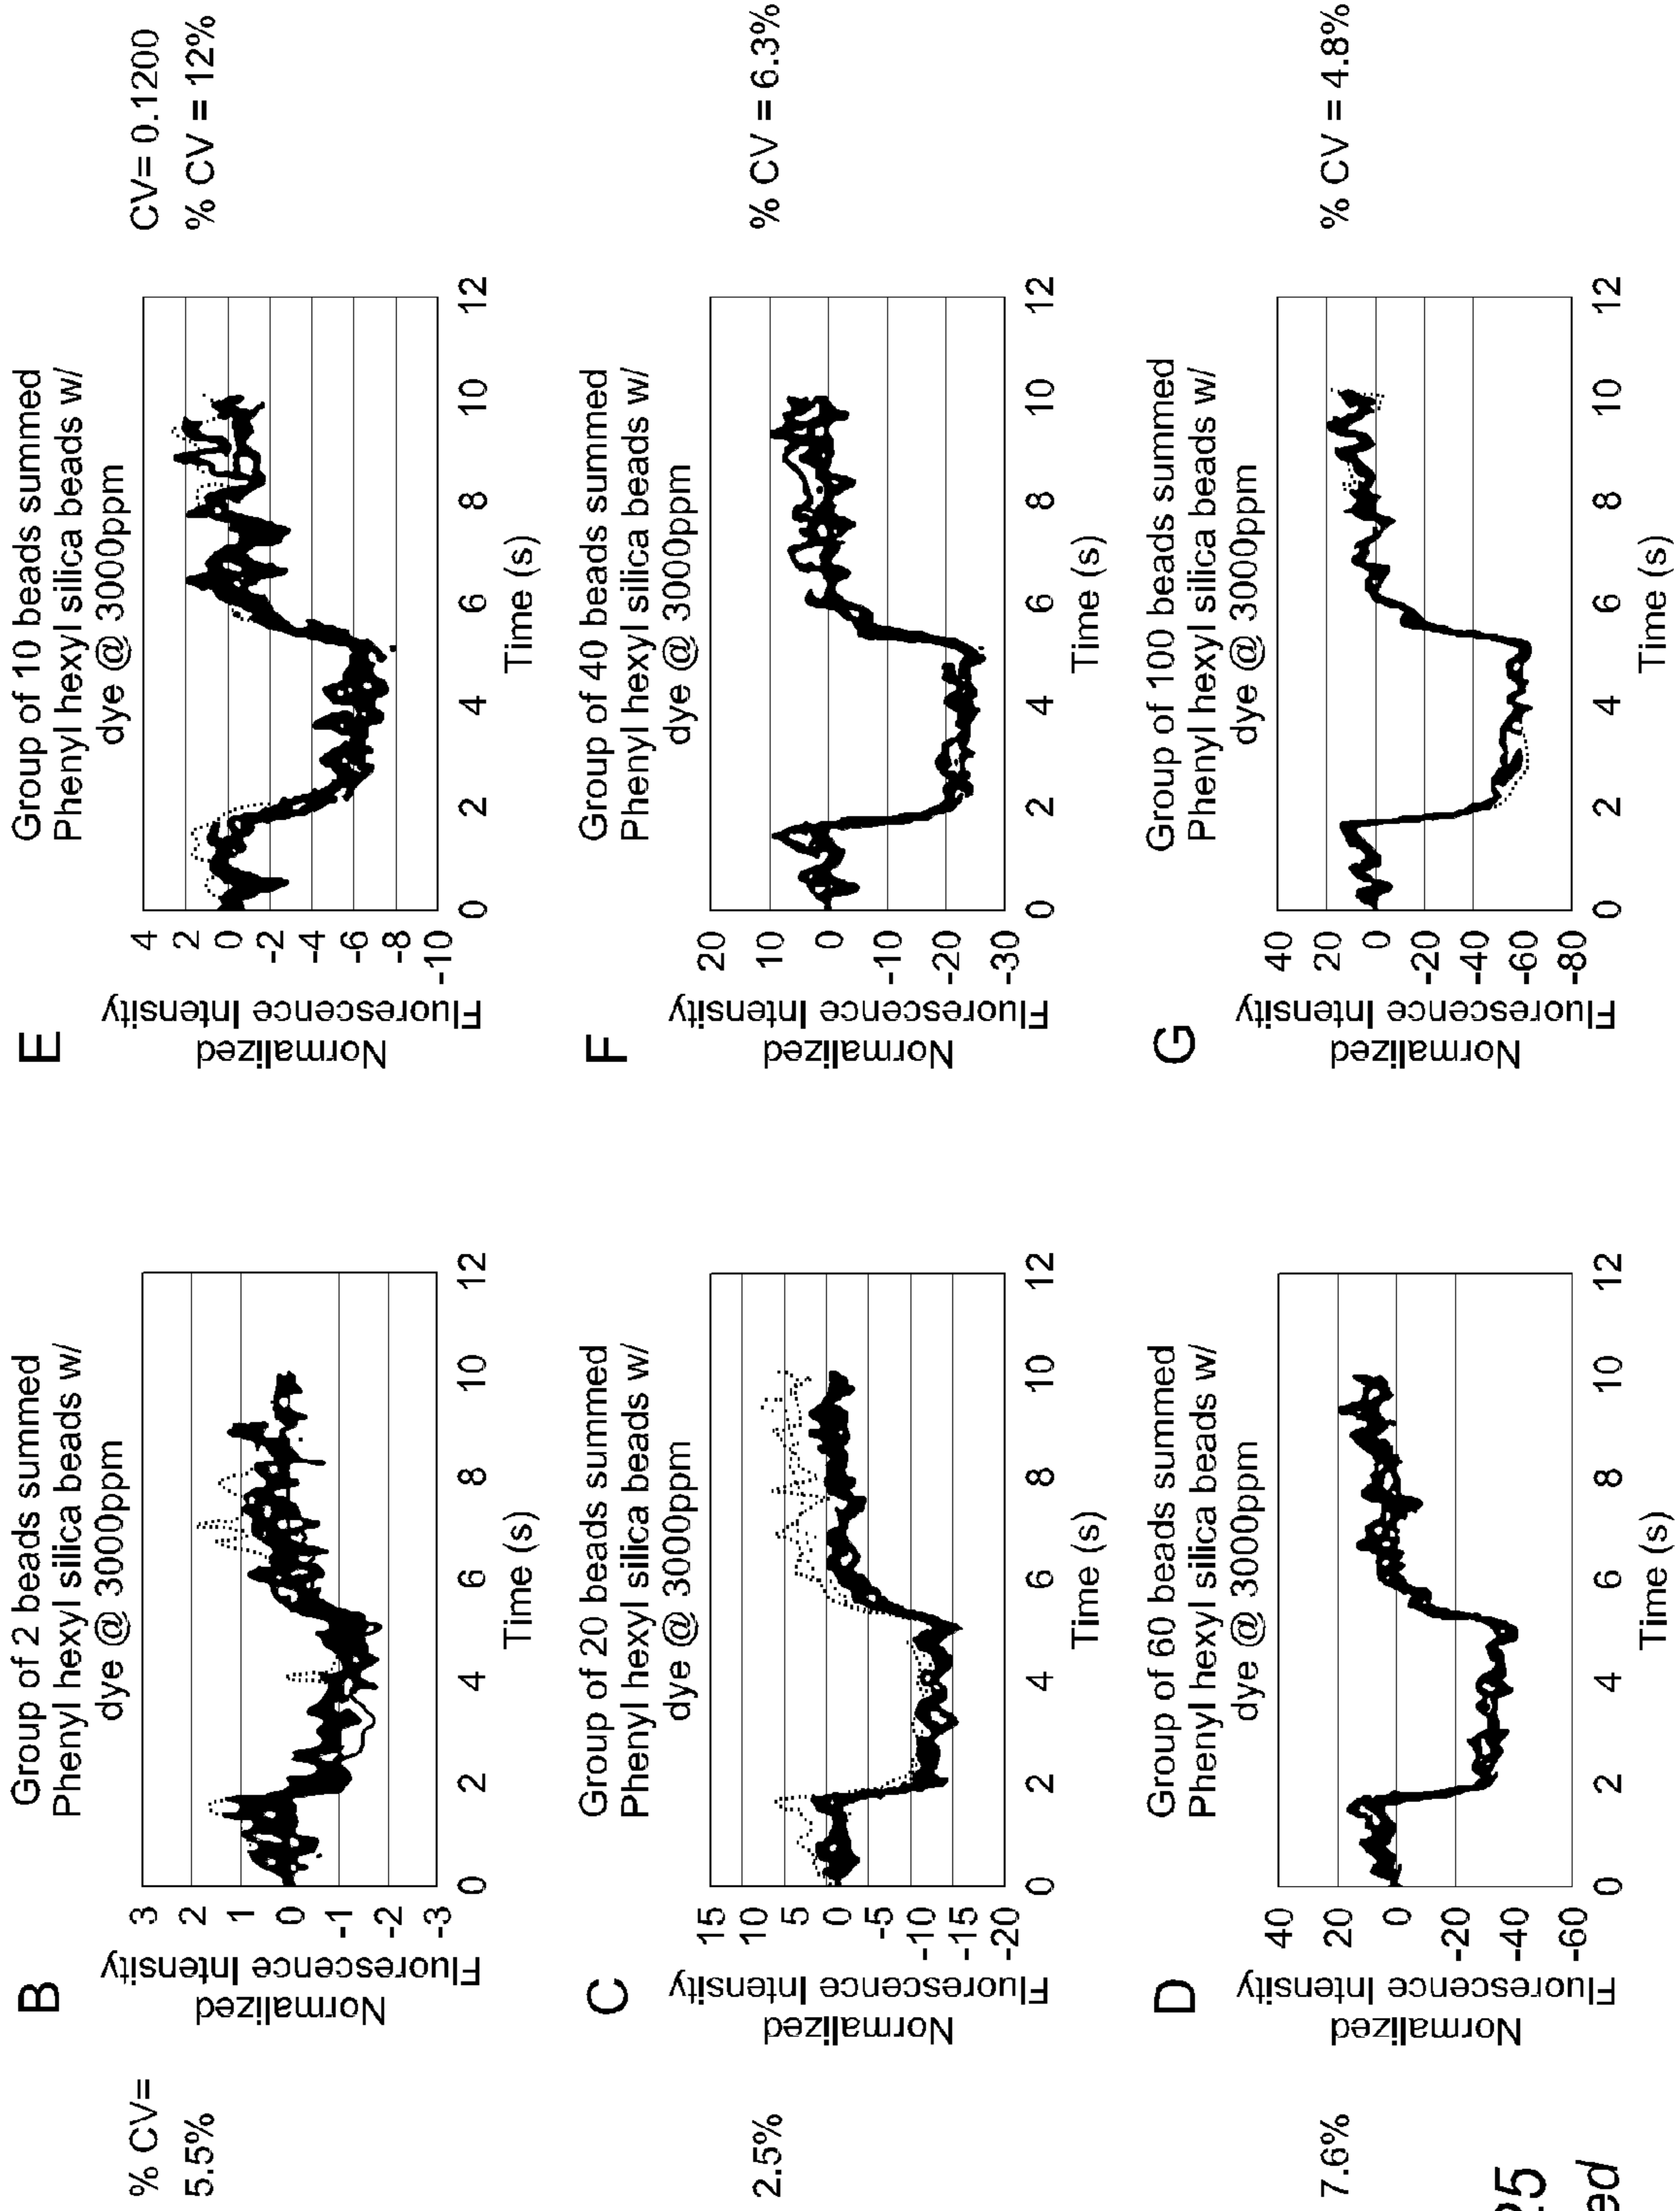 % CV=
5.5%
B
Group of 2 beads summed
Phenyl hexyl silica beads w/
dye @ 3000ppm
Normalized
Fluorescence Intensity
3
2
1
0
-1
-2
-3
0 2 4 6 8 10 12
Time (s)
E
Group of 10 beads summed
Phenyl hexyl silica beads w/
dye @ 3000ppm
Normalized
Fluorescence Intensity
4
2
0
-2
-4
-6
-8
-10
0 2 4 6 8 10 12
Time (s)
CV= 0.1200
% CV = 12%
2.5%
C
Group of 20 beads summed
Phenyl hexyl silica beads w/
dye @ 3000ppm
Normalized
Fluorescence Intensity
15
10
5
0
-5
-10
-15
-20
0 2 4 6 8 10 12
Time (s)
F
Group of 40 beads summed
Phenyl hexyl silica beads w/
dye @ 3000ppm
Normalized
Fluorescence Intensity
20
10
0
-10
-20
-30
0 2 4 6 8 10 12
Time (s)
% CV = 6.3%
7.6%
D
Group of 60 beads summed
Phenyl hexyl silica beads w/
dye @ 3000ppm
Normalized
Fluorescence Intensity
40
20
0
-20
-40
-60
0 2 4 6 8 10 12
Time (s)
G
Group of 100 beads summed
Phenyl hexyl silica beads w/
dye @ 3000ppm
Normalized
Fluorescence Intensity
40
20
0
-20
-40
-60
-80
0 2 4 6 8 10 12
Time (s)
% CV = 4.8%
25
ed